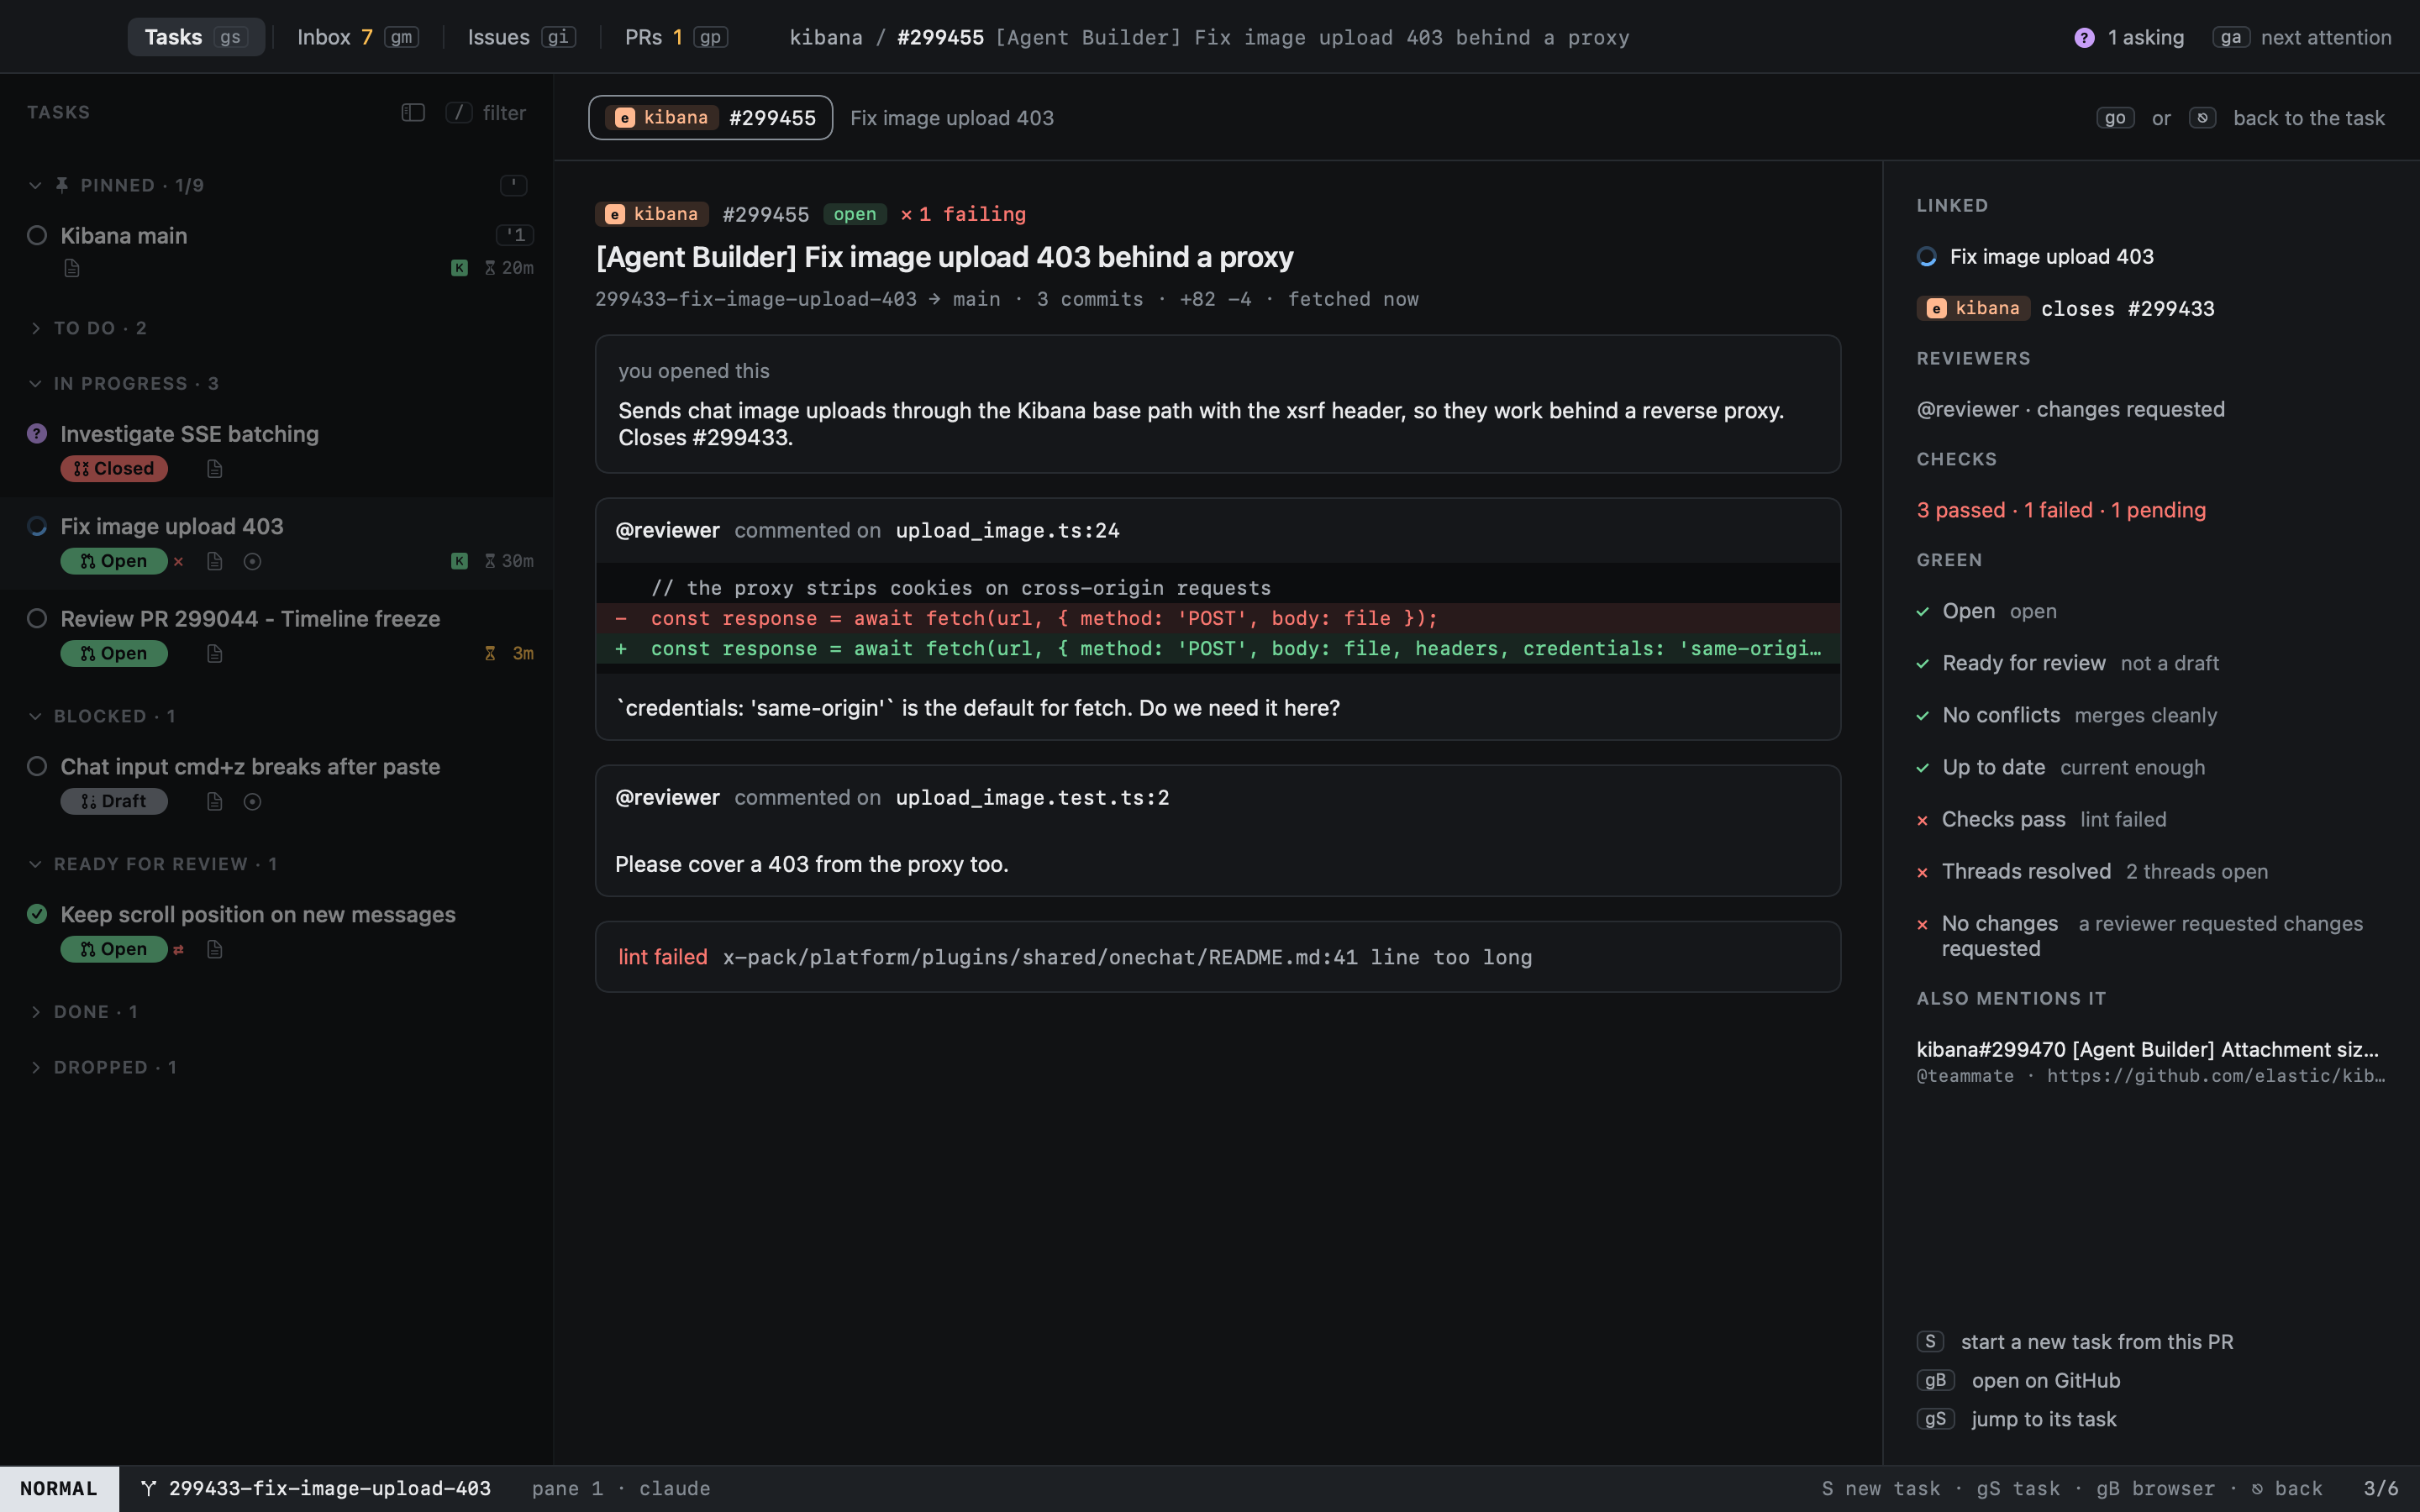 Tasks gs Inbox 7 gm Issues gi PRs 1 gp kibana / #299455 [Agent Builder] Fix image upload 403 behind a proxy ? 1 asking ga next attention
TASKS / filter
PINNED · 1/9 '
Kibana main '1
K 20m
TO DO · 2
IN PROGRESS · 3
? Investigate SSE batching
Closed
Fix image upload 403
Open × K 30m
Review PR 299044 - Timeline freeze
Open 3m
BLOCKED · 1
Chat input cmd+z breaks after paste
Draft
READY FOR REVIEW · 1
Keep scroll position on new messages
Open
DONE · 1
DROPPED · 1
e kibana #299455 Fix image upload 403 go or back to the task
e kibana #299455 open × 1 failing
[Agent Builder] Fix image upload 403 behind a proxy
299433-fix-image-upload-403 → main · 3 commits · +82 -4 · fetched now
you opened this
Sends chat image uploads through the Kibana base path with the xsrf header, so they work behind a reverse proxy.
Closes #299433.
@reviewer commented on upload_image.ts:24
// the proxy strips cookies on cross-origin requests
- const response = await fetch(url, { method: 'POST', body: file });
+ const response = await fetch(url, { method: 'POST', body: file, headers, credentials: 'same-origi…
`credentials: 'same-origin'` is the default for fetch. Do we need it here?
@reviewer commented on upload_image.test.ts:2
Please cover a 403 from the proxy too.
lint failed x-pack/platform/plugins/shared/onechat/README.md:41 line too long
LINKED
Fix image upload 403
e kibana closes #299433
REVIEWERS
@reviewer · changes requested
CHECKS
3 passed · 1 failed · 1 pending
GREEN
✓ Open open
✓ Ready for review not a draft
✓ No conflicts merges cleanly
✓ Up to date current enough
× Checks pass lint failed
× Threads resolved 2 threads open
× No changes requested a reviewer requested changes
ALSO MENTIONS IT
kibana#299470 [Agent Builder] Attachment siz…
@teammate · https://github.com/elastic/kib…
S start a new task from this PR
gB open on GitHub
gS jump to its task
NORMAL 299433-fix-image-upload-403 pane 1 · claude S new task · gS task · gB browser · ⎋ back 3/6